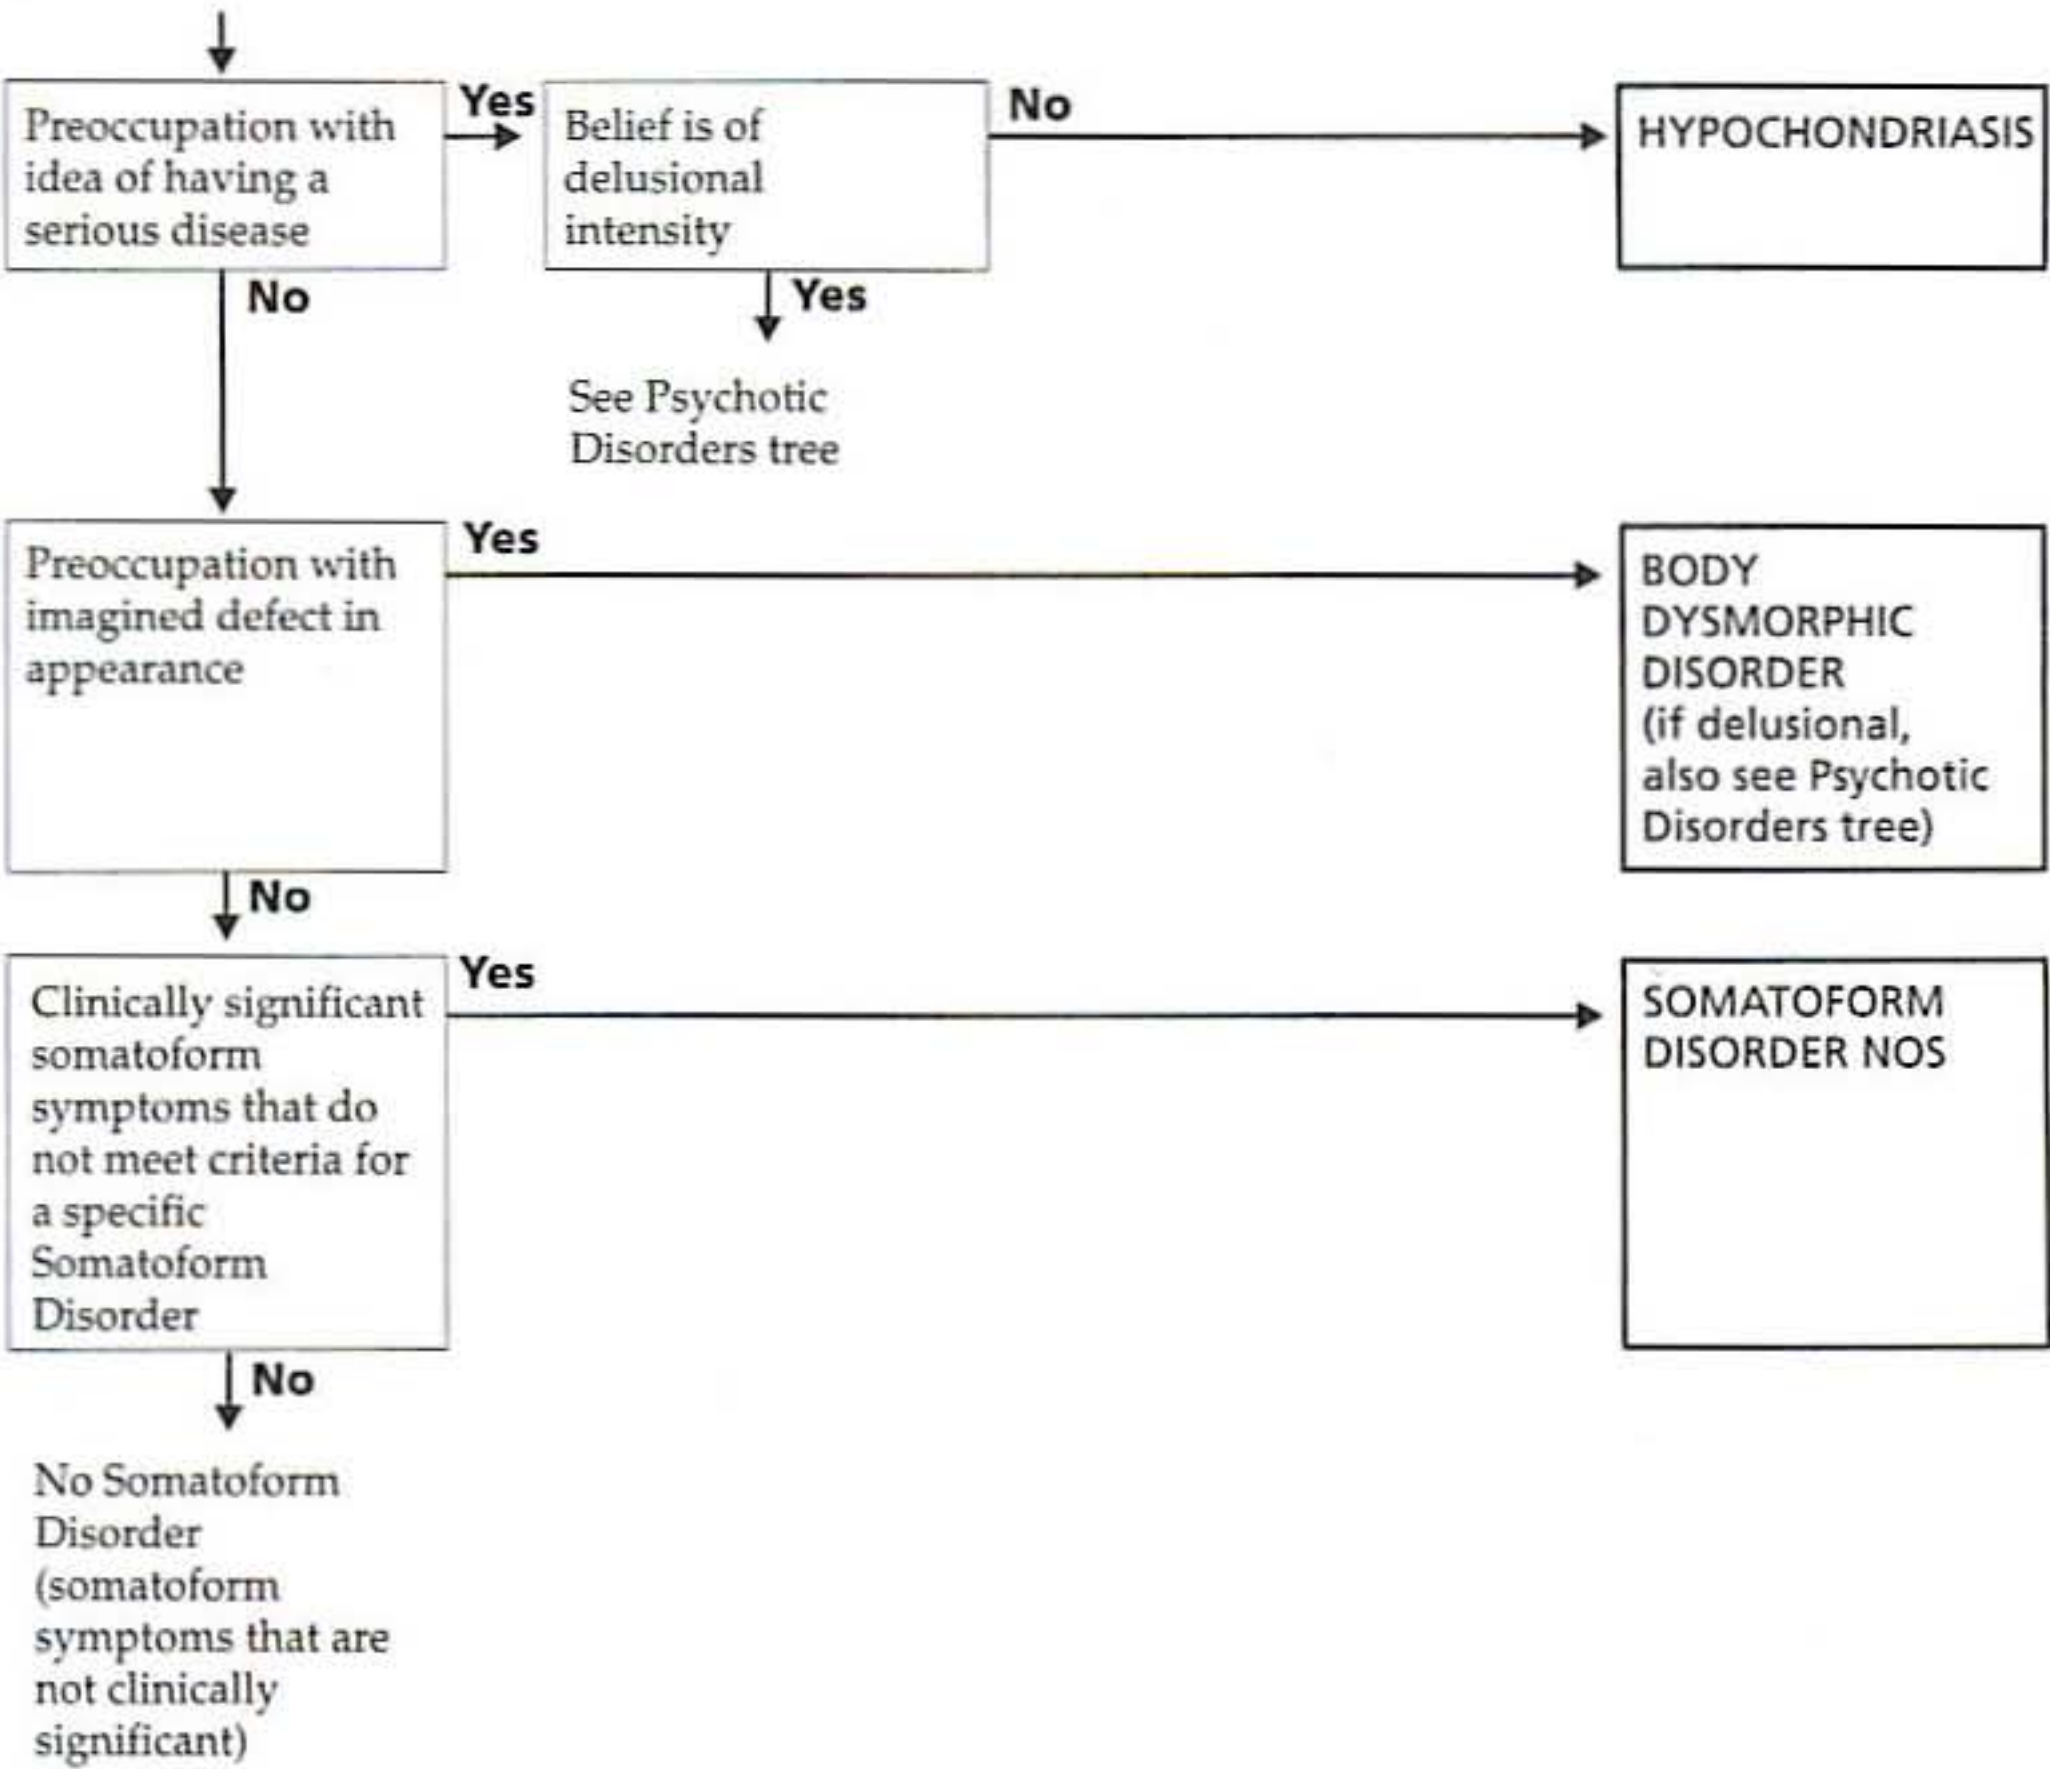 Preoccupation with
idea of having a
serious disease
Yes
Belief is of
delusional
intensity
No
HYPOCHONDRIASIS
No
Yes
See Psychotic
Disorders tree
Preoccupation with
imagined defect in
appearance
Yes
BODY
DYSMORPHIC
DISORDER
(if delusional,
also see Psychotic
Disorders tree)
No
Clinically significant
somatoform
symptoms that do
not meet criteria for
a specific
Somatoform
Disorder
Yes
SOMATOFORM
DISORDER NOS
No
No Somatoform
Disorder
(somatoform
symptoms that are
not clinically
significant)